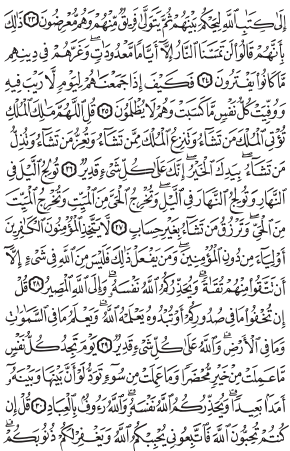 إِلَىٰ كِتَابِ ٱللَّهِ لِيَحْكُمَ بَيْنَهُمْ ثُمَّ يَتَوَلَّىٰ فَرِيقٌ مِّنْهُمْ وَهُم مُّعْرِضُونَ ٢٣ ذَٰلِكَ
بِأَنَّهُمْ قَالُوا۟ لَن تَمَسَّنَا ٱلنَّارُ إِلَّآ أَيَّامًا مَّعْدُودَٰتٍ وَغَرَّهُمْ فِى دِينِهِم
مَّا كَانُوا۟ يَفْتَرُونَ ٢٤ فَكَيْفَ إِذَا جَمَعْنَٰهُمْ لِيَوْمٍ لَّا رَيْبَ فِيهِ
وَوُفِّيَتْ كُلُّ نَفْسٍ مَّا كَسَبَتْ وَهُمْ لَا يُظْلَمُونَ ٢٥ قُلِ ٱللَّهُمَّ مَٰلِكَ ٱلْمُلْكِ
تُؤْتِى ٱلْمُلْكَ مَن تَشَآءُ وَتَنزِعُ ٱلْمُلْكَ مِمَّن تَشَآءُ وَتُعِزُّ مَن تَشَآءُ وَتُذِلُّ
مَن تَشَآءُ بِيَدِكَ ٱلْخَيْرُ إِنَّكَ عَلَىٰ كُلِّ شَىْءٍ قَدِيرٌ ٢٦ تُولِجُ ٱلَّيْلَ فِى
ٱلنَّهَارِ وَتُولِجُ ٱلنَّهَارَ فِى ٱلَّيْلِ وَتُخْرِجُ ٱلْحَىَّ مِنَ ٱلْمَيِّتِ وَتُخْرِجُ ٱلْمَيِّتَ
مِنَ ٱلْحَىِّ وَتَرْزُقُ مَن تَشَآءُ بِغَيْرِ حِسَابٍ ٢٧ لَّا يَتَّخِذِ ٱلْمُؤْمِنُونَ ٱلْكَٰفِرِينَ
أَوْلِيَآءَ مِن دُونِ ٱلْمُؤْمِنِينَ وَمَن يَفْعَلْ ذَٰلِكَ فَلَيْسَ مِنَ ٱللَّهِ فِى شَىْءٍ إِلَّآ
أَن تَتَّقُوا۟ مِنْهُمْ تُقَىٰةً وَيُحَذِّرُكُمُ ٱللَّهُ نَفْسَهُۥ وَإِلَى ٱللَّهِ ٱلْمَصِيرُ ٢٨ قُلْ
إِن تُخْفُوا۟ مَا فِى صُدُورِكُمْ أَوْ تُبْدُوهُ يَعْلَمْهُ ٱللَّهُ وَيَعْلَمُ مَا فِى ٱلسَّمَٰوَٰتِ
وَمَا فِى ٱلْأَرْضِ وَٱللَّهُ عَلَىٰ كُلِّ شَىْءٍ قَدِيرٌ ٢٩ يَوْمَ تَجِدُ كُلُّ نَفْسٍ
مَّا عَمِلَتْ مِنْ خَيْرٍ مُّحْضَرًا وَمَا عَمِلَتْ مِن سُوٓءٍ تَوَدُّ لَوْ أَنَّ بَيْنَهَا وَبَيْنَهُۥٓ
أَمَدًۢا بَعِيدًا وَيُحَذِّرُكُمُ ٱللَّهُ نَفْسَهُۥ وَٱللَّهُ رَءُوفٌۢ بِٱلْعِبَادِ ٣٠ قُلْ إِن
كُنتُمْ تُحِبُّونَ ٱللَّهَ فَٱتَّبِعُونِى يُحْبِبْكُمُ ٱللَّهُ وَيَغْفِرْ لَكُمْ ذُنُوبَكُمْ